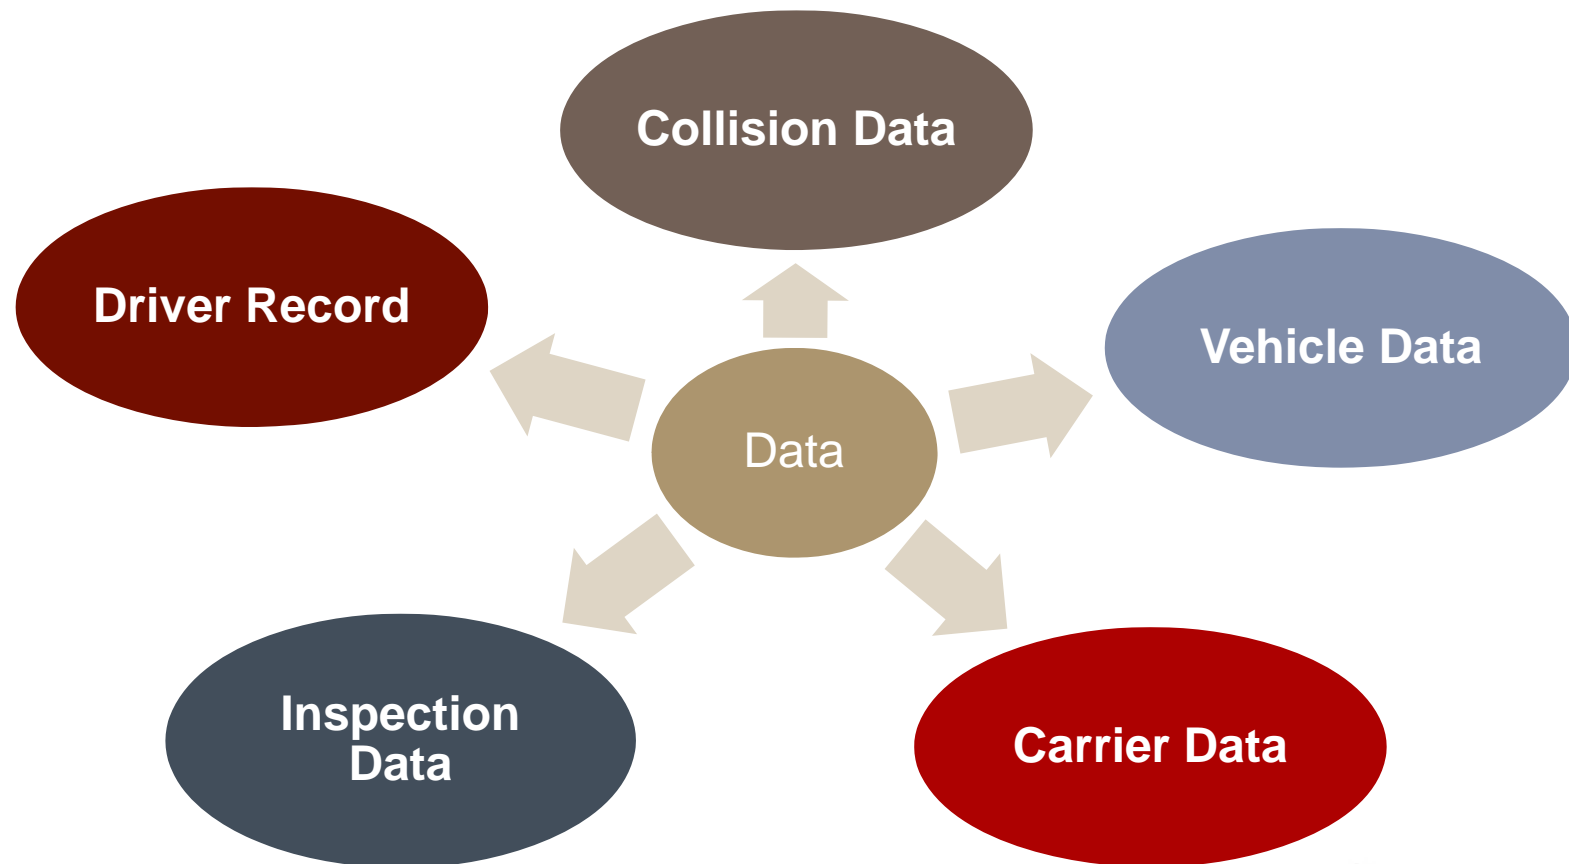 Collision Data
Driver Record
Vehicle Data
Data
Inspection
Data
Carrier Data